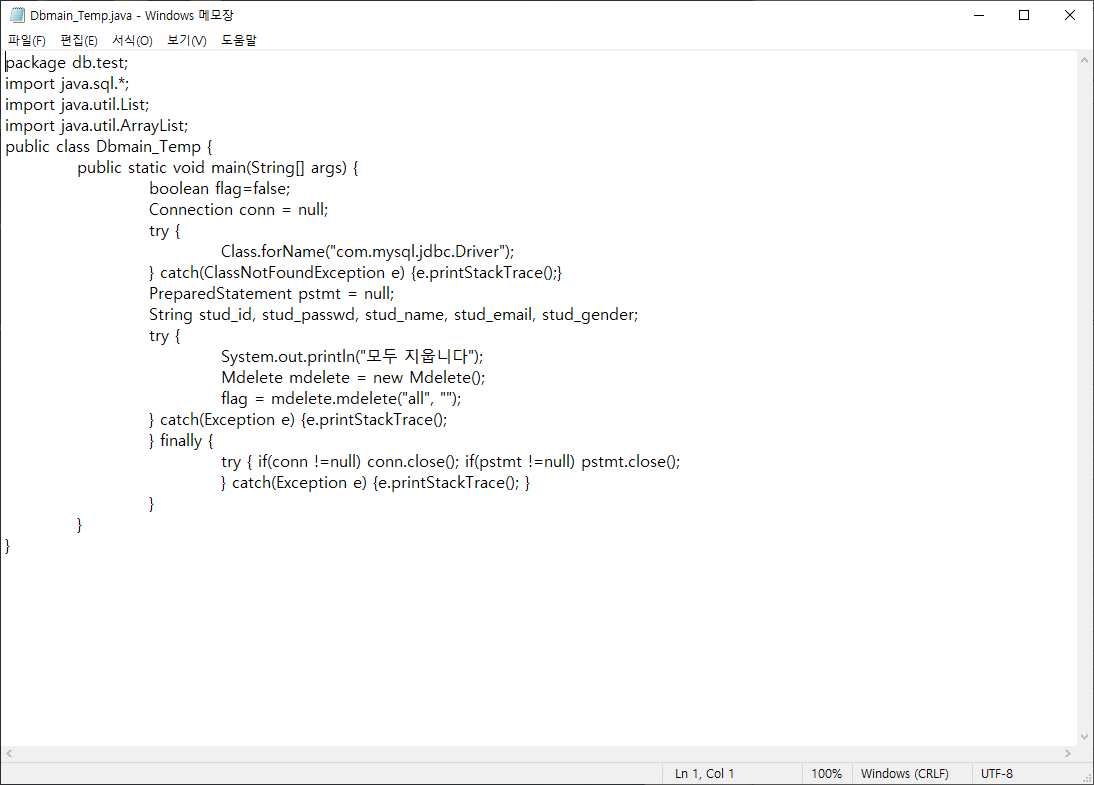 Dbmain_Temp.java - Windows 메모장
파일(F) 편집(E) 서식(O) 보기(V) 도움말
package db.test;
import java.sql.*;
import java.util.List;
import java.util.ArrayList;
public class Dbmain_Temp {
public static void main(String[] args) {
boolean flag=false;
Connection conn = null;
try {
Class.forName("com.mysql.jdbc.Driver");
} catch(ClassNotFoundException e) {e.printStackTrace();}
PreparedStatement pstmt = null;
String stud_id, stud_passwd, stud_name, stud_email, stud_gender;
try {
System.out.println("모두 지웁니다");
Mdelete mdelete = new Mdelete();
flag = mdelete.mdelete("all", "");
} catch(Exception e) {e.printStackTrace();
} finally {
try { if(conn !=null) conn.close(); if(pstmt !=null) pstmt.close();
} catch(Exception e) {e.printStackTrace(); }
}
}
}
Ln 1, Col 1 100% Windows (CRLF) UTF-8